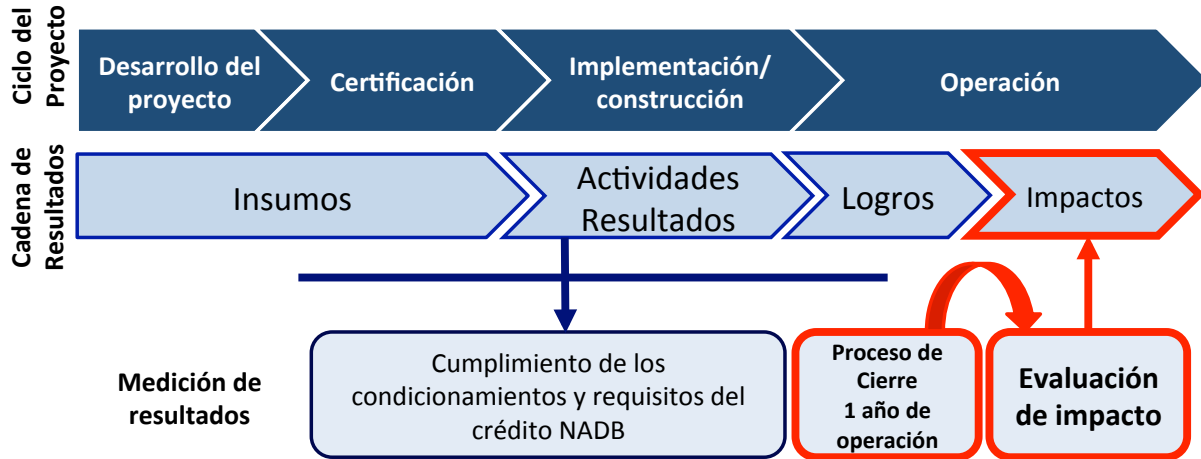 Ciclo del
Proyecto
Desarrollo del
proyecto
Certificación
Implementación/
construcción
Operación
Cadena de
Resultados
Insumos
Actividades
Resultados
Logros
Impactos
Medición de
resultados
Cumplimiento de los
condicionamientos y requisitos del
crédito NADB
Proceso de
Cierre
1 año de
operación
Evaluación
de impacto